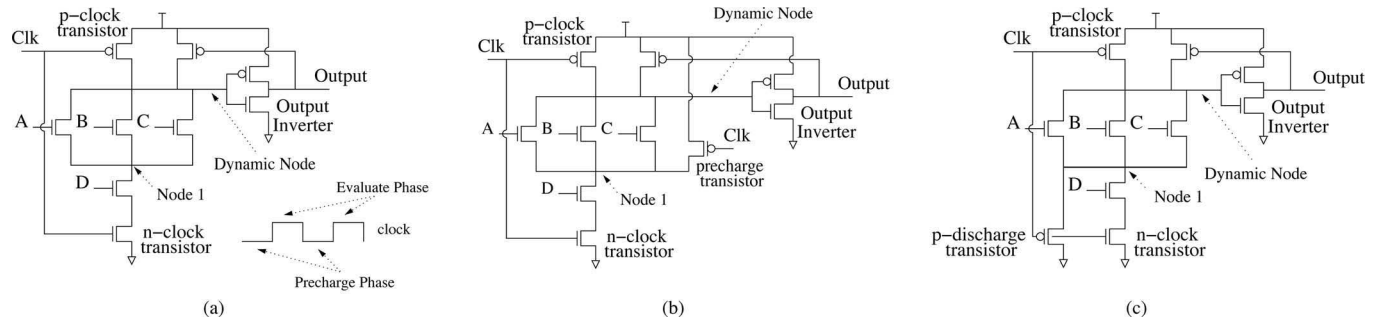 p-clock
transistor
Clk
Output
Output
Inverter
A
B
C
Dynamic Node
D
Node 1
Evaluate Phase
clock
n-clock
transistor
Precharge Phase
(a)
Dynamic Node
p-clock
transistor
Clk
Output
Output
Inverter
A
B
C
Clk
precharge
transistor
D
Node 1
n-clock
transistor
(b)
p-clock
transistor
Clk
Output
Output
Inverter
A
B
C
Dynamic Node
D
Node 1
p-discharge
transistor
n-clock
transistor
(c)